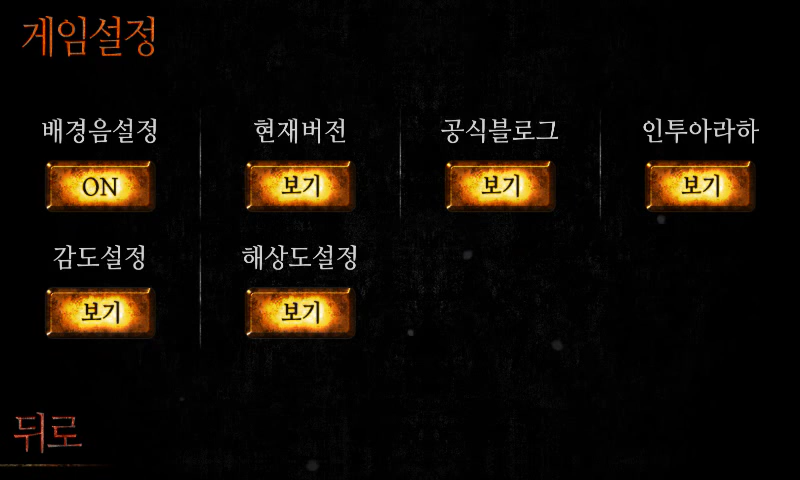 게임설정
배경음설정 현재버전 공식블로그 인투아라하
ON 보기 보기 보기
감도설정 해상도설정
보기 보기
뒤로